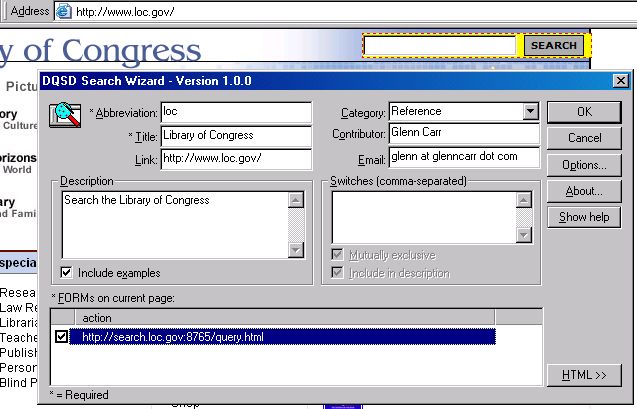 Address http://www.loc.gov/
y of Congress
SEARCH
Pictu
DQSD Search Wizard - Version 1.0.0
ory
Culture
orizons
World
ary
nd Fami
* Abbreviation: loc
Category: Reference
OK
* Title: Library of Congress
Contributor: Glenn Carr
Cancel
Link: http://www.loc.gov/
Email: glenn at glenncarr dot com
Options...
Description
Switches (comma-separated)
About...
Search the Library of Congress
Show help
Mutually exclusive
Include examples
Include in description
specia
* FORMs on current page:
Resea
action
Law Re
http://search.loc.gov:8765/query.html
Libraria
Teache
Publish
Person
Blind P
HTML >>
* = Required
Shop